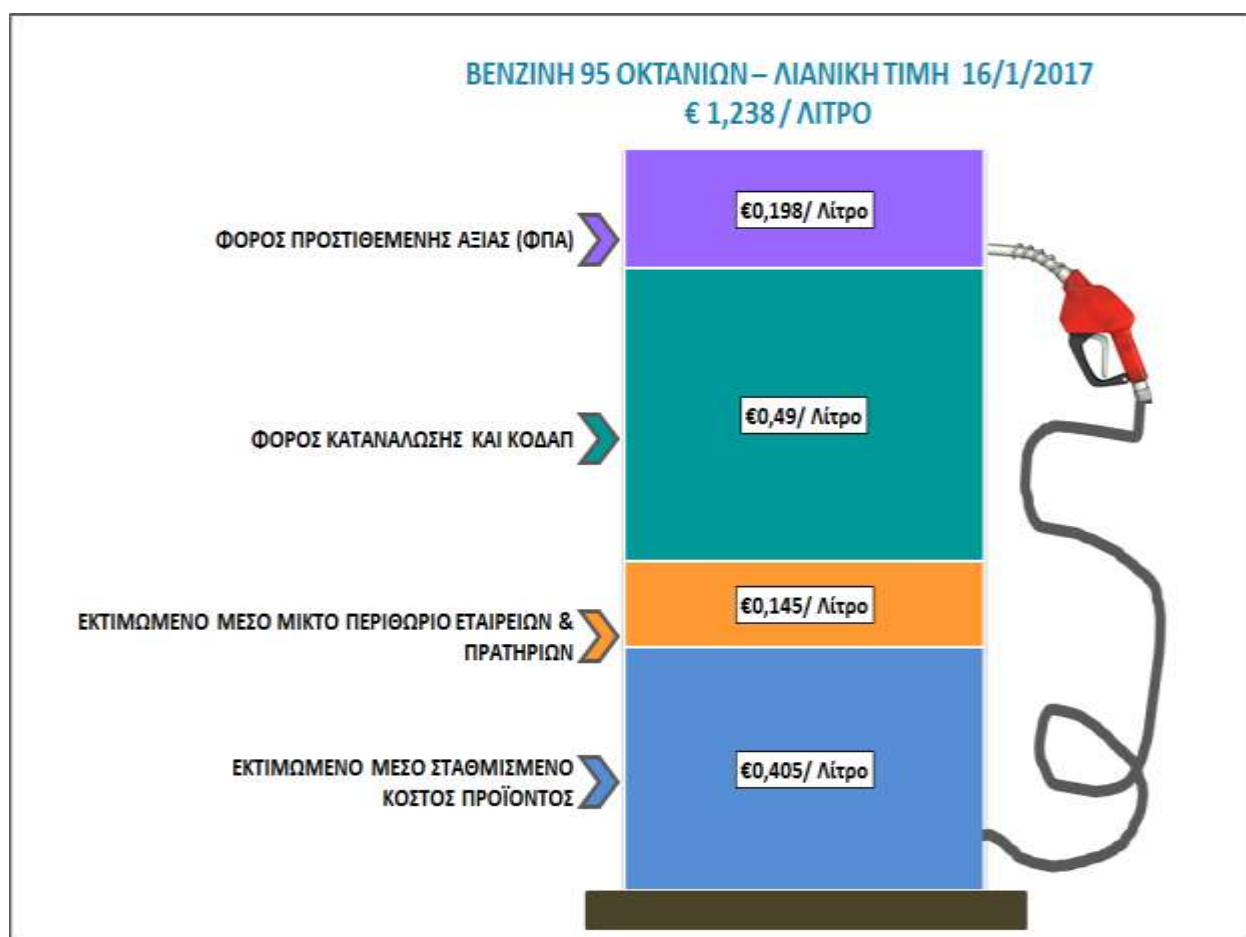 ΒΕΝΖΙΝΗ 95 ΟΚΤΑΝΙΩΝ – ΛΙΑΝΙΚΗ ΤΙΜΗ 16/1/2017
€ 1,238 / ΛΙΤΡΟ
€0,198/ Λίτρο
ΦΟΡΟΣ ΠΡΟΣΤΙΘΕΜΕΝΗΣ ΑΞΙΑΣ (ΦΠΑ)
€0,49/ Λίτρο
ΦΟΡΟΣ ΚΑΤΑΝΑΛΩΣΗΣ ΚΑΙ ΚΟΔΑΠ
€0,145/ Λίτρο
ΕΚΤΙΜΩΜΕΝΟ ΜΕΣΟ ΜΙΚΤΟ ΠΕΡΙΘΩΡΙΟ ΕΤΑΙΡΕΙΩΝ &
ΠΡΑΤΗΡΙΩΝ
€0,405/ Λίτρο
ΕΚΤΙΜΩΜΕΝΟ ΜΕΣΟ ΣΤΑΘΜΙΣΜΕΝΟ
ΚΟΣΤΟΣ ΠΡΟΪΟΝΤΟΣ